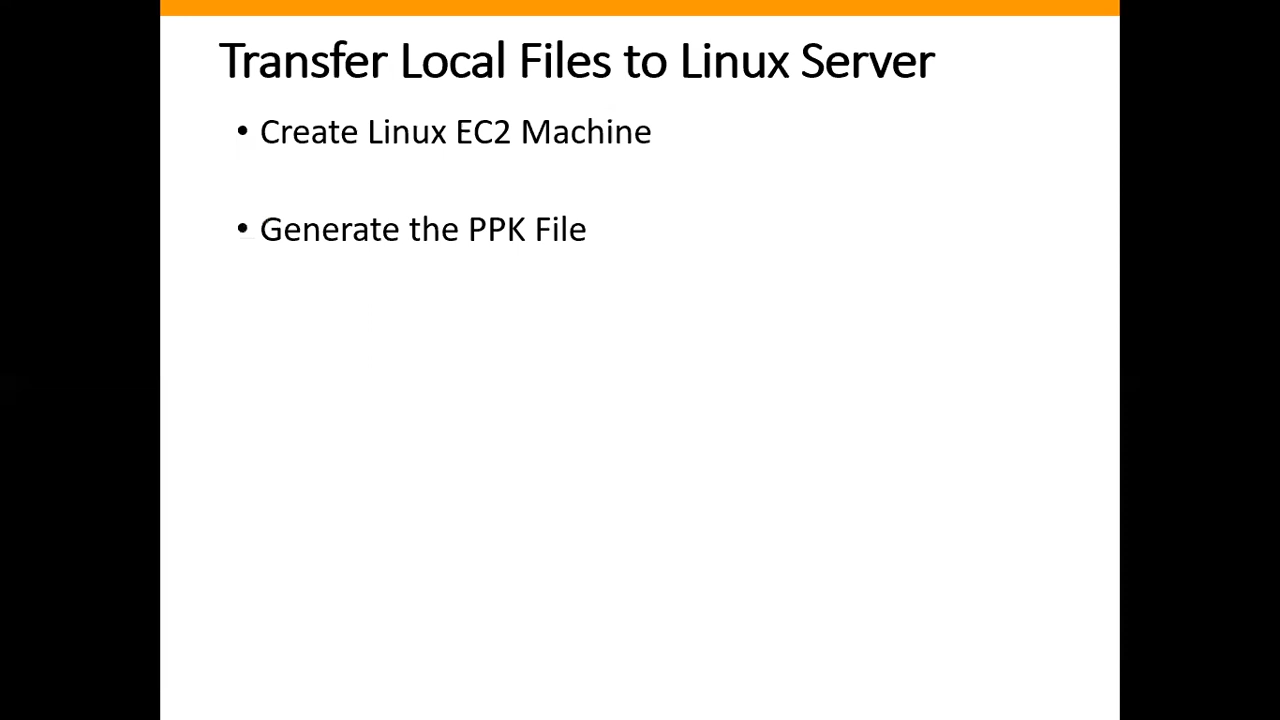 Transfer Local Files to Linux Server
• Create Linux EC2 Machine
• Generate the PPK File